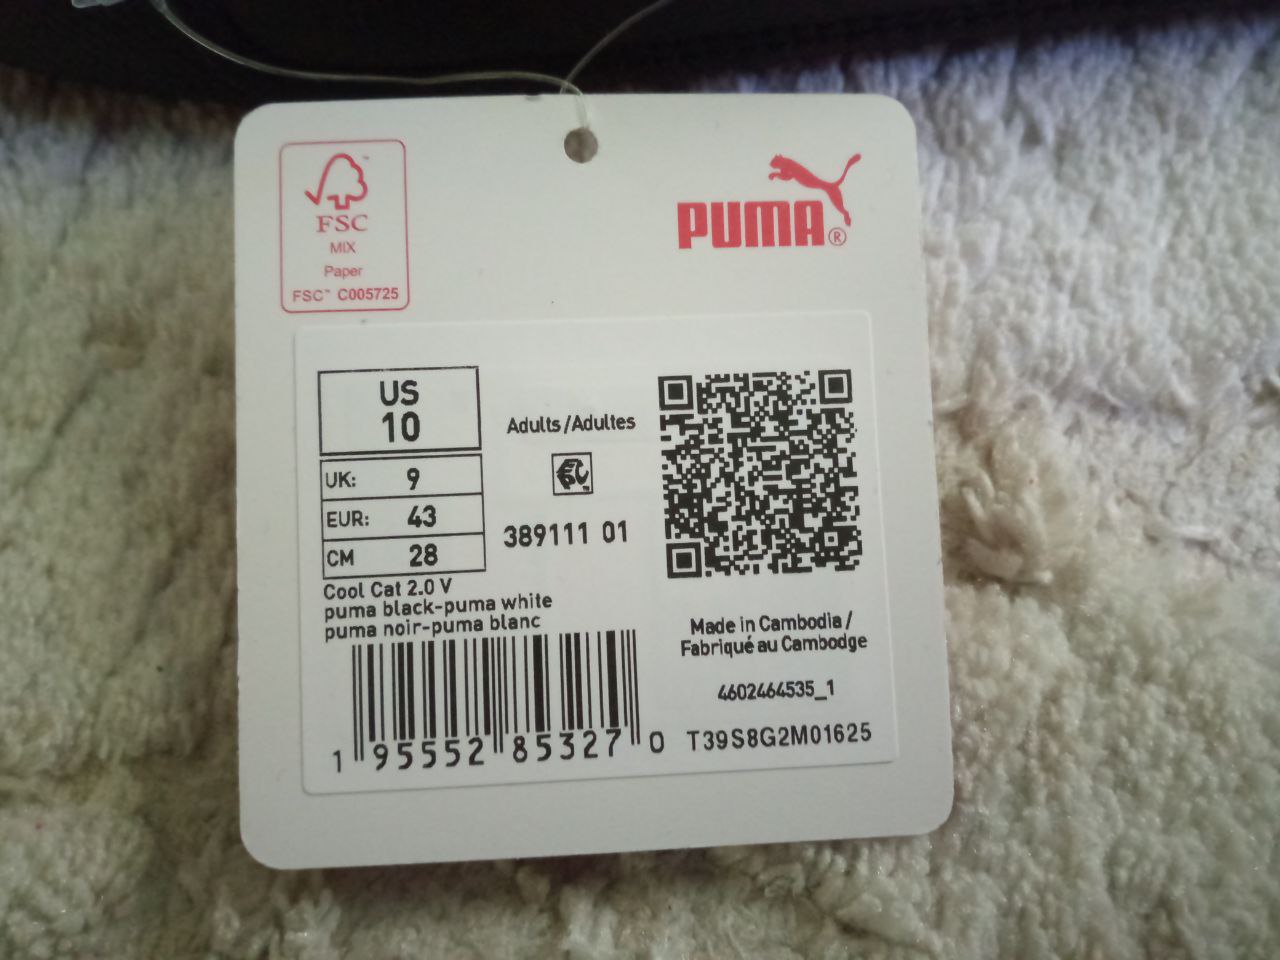 FSC
MIX
Paper
FSC™ C005725
PUMA®
US
10
UK: 9
EUR: 43
CM 28
Adults/Adultes
389111 01
Cool Cat 2.0 V
puma black-puma white
puma noir-puma blanc
1 95552 85327 0
Made in Cambodia /
Fabriqué au Cambodge
4602464535_1
T39S8G2M01625